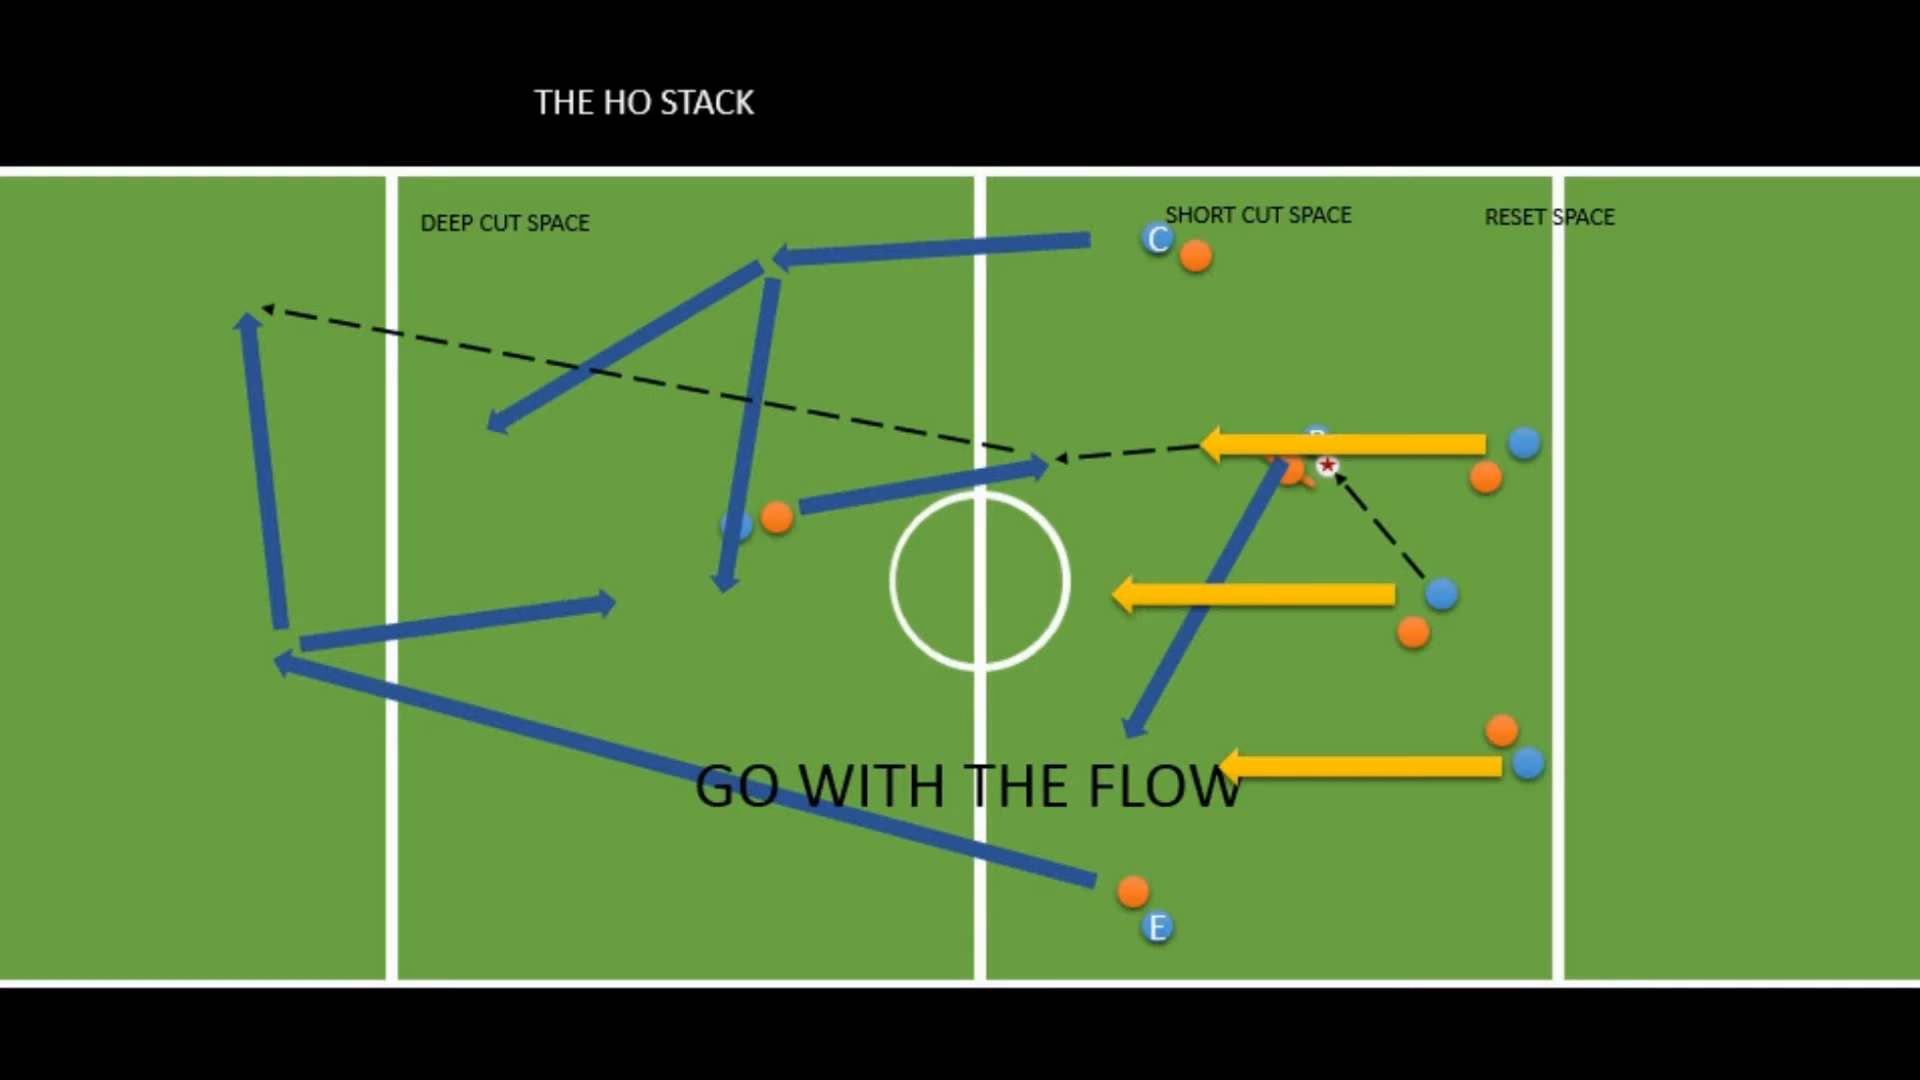 THE HO STACK
DEEP CUT SPACE
SHORT CUT SPACE
RESET SPACE
C
GO WITH THE FLOW
E